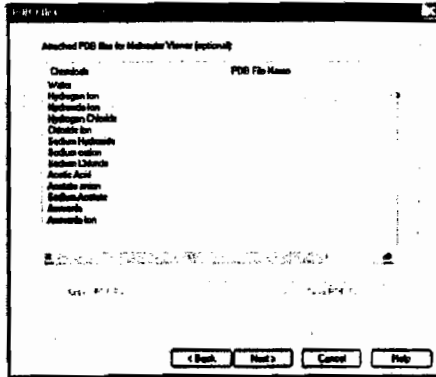 Attached PDB files for Molecular Viewer (optional):
Chemicals PDB File Name
Water
Hydrogen Ion
Hydroxide Ion
Hydrogen Chloride
Chloride Ion
Sodium Hydroxide
Sodium cation
Sodium Chloride
Acetic Acid
Acetate anion
Sodium Acetate
Ammonia
Ammonia Ion
< Back Next > Cancel Help